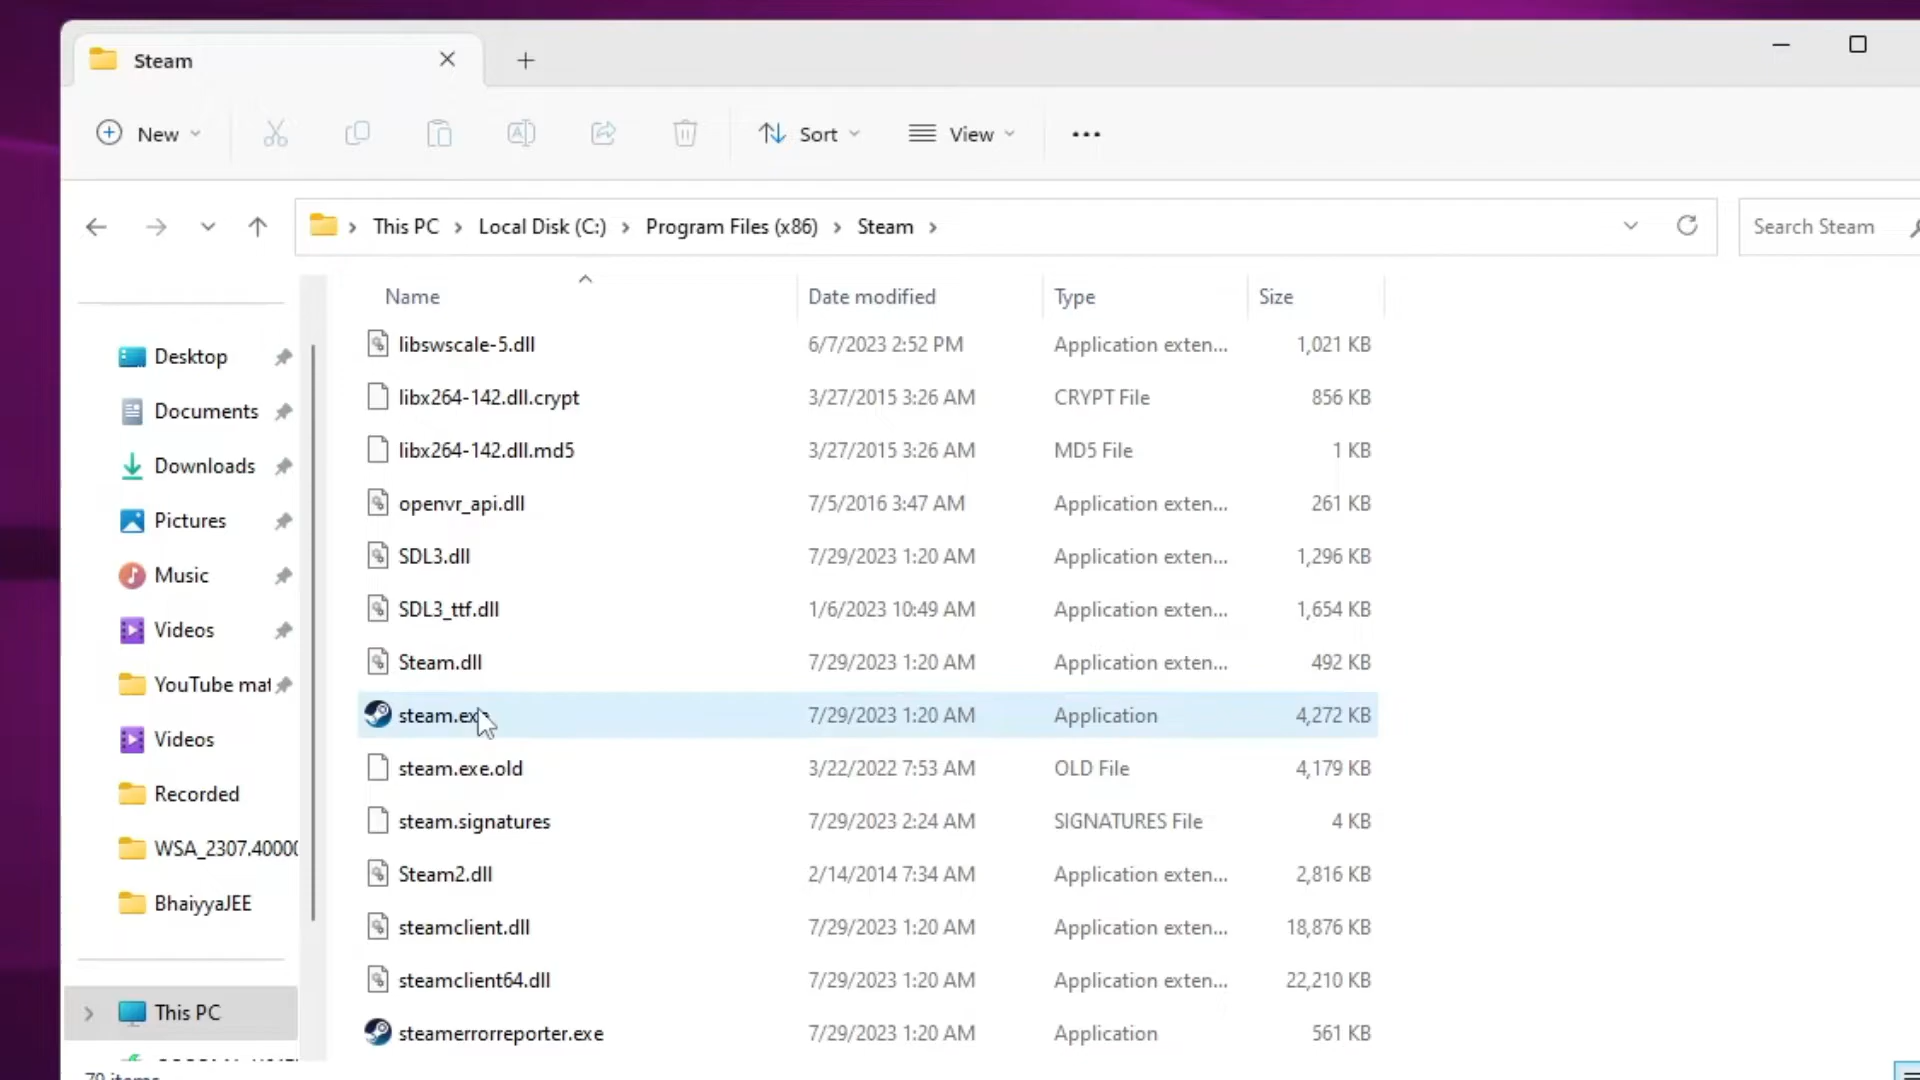 Steam
New
Sort
View
This PC > Local Disk (C:) > Program Files (x86) > Steam >
Search Steam
Name Date modified Type Size
libswscale-5.dll 6/7/2023 2:52 PM Application exten... 1,021 KB
libx264-142.dll.crypt 3/27/2015 3:26 AM CRYPT File 856 KB
libx264-142.dll.md5 3/27/2015 3:26 AM MD5 File 1 KB
openvr_api.dll 7/5/2016 3:47 AM Application exten... 261 KB
SDL3.dll 7/29/2023 1:20 AM Application exten... 1,296 KB
SDL3_ttf.dll 1/6/2023 10:49 AM Application exten... 1,654 KB
Steam.dll 7/29/2023 1:20 AM Application exten... 492 KB
steam.exe 7/29/2023 1:20 AM Application 4,272 KB
steam.exe.old 3/22/2022 7:53 AM OLD File 4,179 KB
steam.signatures 7/29/2023 2:24 AM SIGNATURES File 4 KB
Steam2.dll 2/14/2014 7:34 AM Application exten... 2,816 KB
steamclient.dll 7/29/2023 1:20 AM Application exten... 18,876 KB
steamclient64.dll 7/29/2023 1:20 AM Application exten... 22,210 KB
steamerrorreporter.exe 7/29/2023 1:20 AM Application 561 KB
Desktop
Documents
Downloads
Pictures
Music
Videos
YouTube mat
Videos
Recorded
WSA_2307.40000
BhaiyyaJEE
This PC